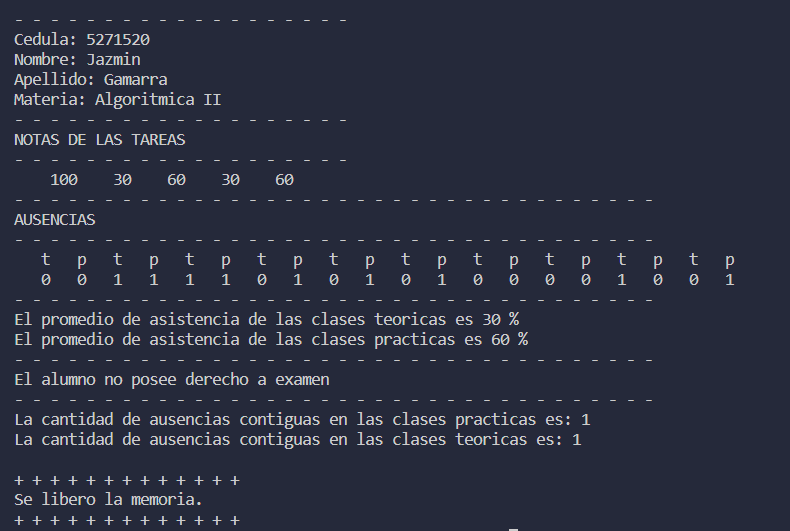 - - - - - - - - - - - - - - - - - - -
Cedula: 5271520
Nombre: Jazmin
Apellido: Gamarra
Materia: Algoritmica II
- - - - - - - - - - - - - - - - - - -
NOTAS DE LAS TAREAS
- - - - - - - - - - - - - - - - - - -
100 30 60 30 60
- - - - - - - - - - - - - - - - - - - - - - - - - - - - - - - - - - - -
AUSENCIAS
- - - - - - - - - - - - - - - - - - - - - - - - - - - - - - - - - - - -
t p t p t p t p t p t p t p t p t p t p
0 0 1 1 1 1 0 1 0 1 0 1 0 0 0 0 1 0 0 1
- - - - - - - - - - - - - - - - - - - - - - - - - - - - - - - - - - - -
El promedio de asistencia de las clases teoricas es 30 %
El promedio de asistencia de las clases practicas es 60 %
- - - - - - - - - - - - - - - - - - - - - - - - - - - - - - - - - - - -
El alumno no posee derecho a examen
- - - - - - - - - - - - - - - - - - - - - - - - - - - - - - - - - - - -
La cantidad de ausencias contiguas en las clases practicas es: 1
La cantidad de ausencias contiguas en las clases teoricas es: 1
+ + + + + + + + + + + + +
Se libero la memoria.
+ + + + + + + + + + + + +